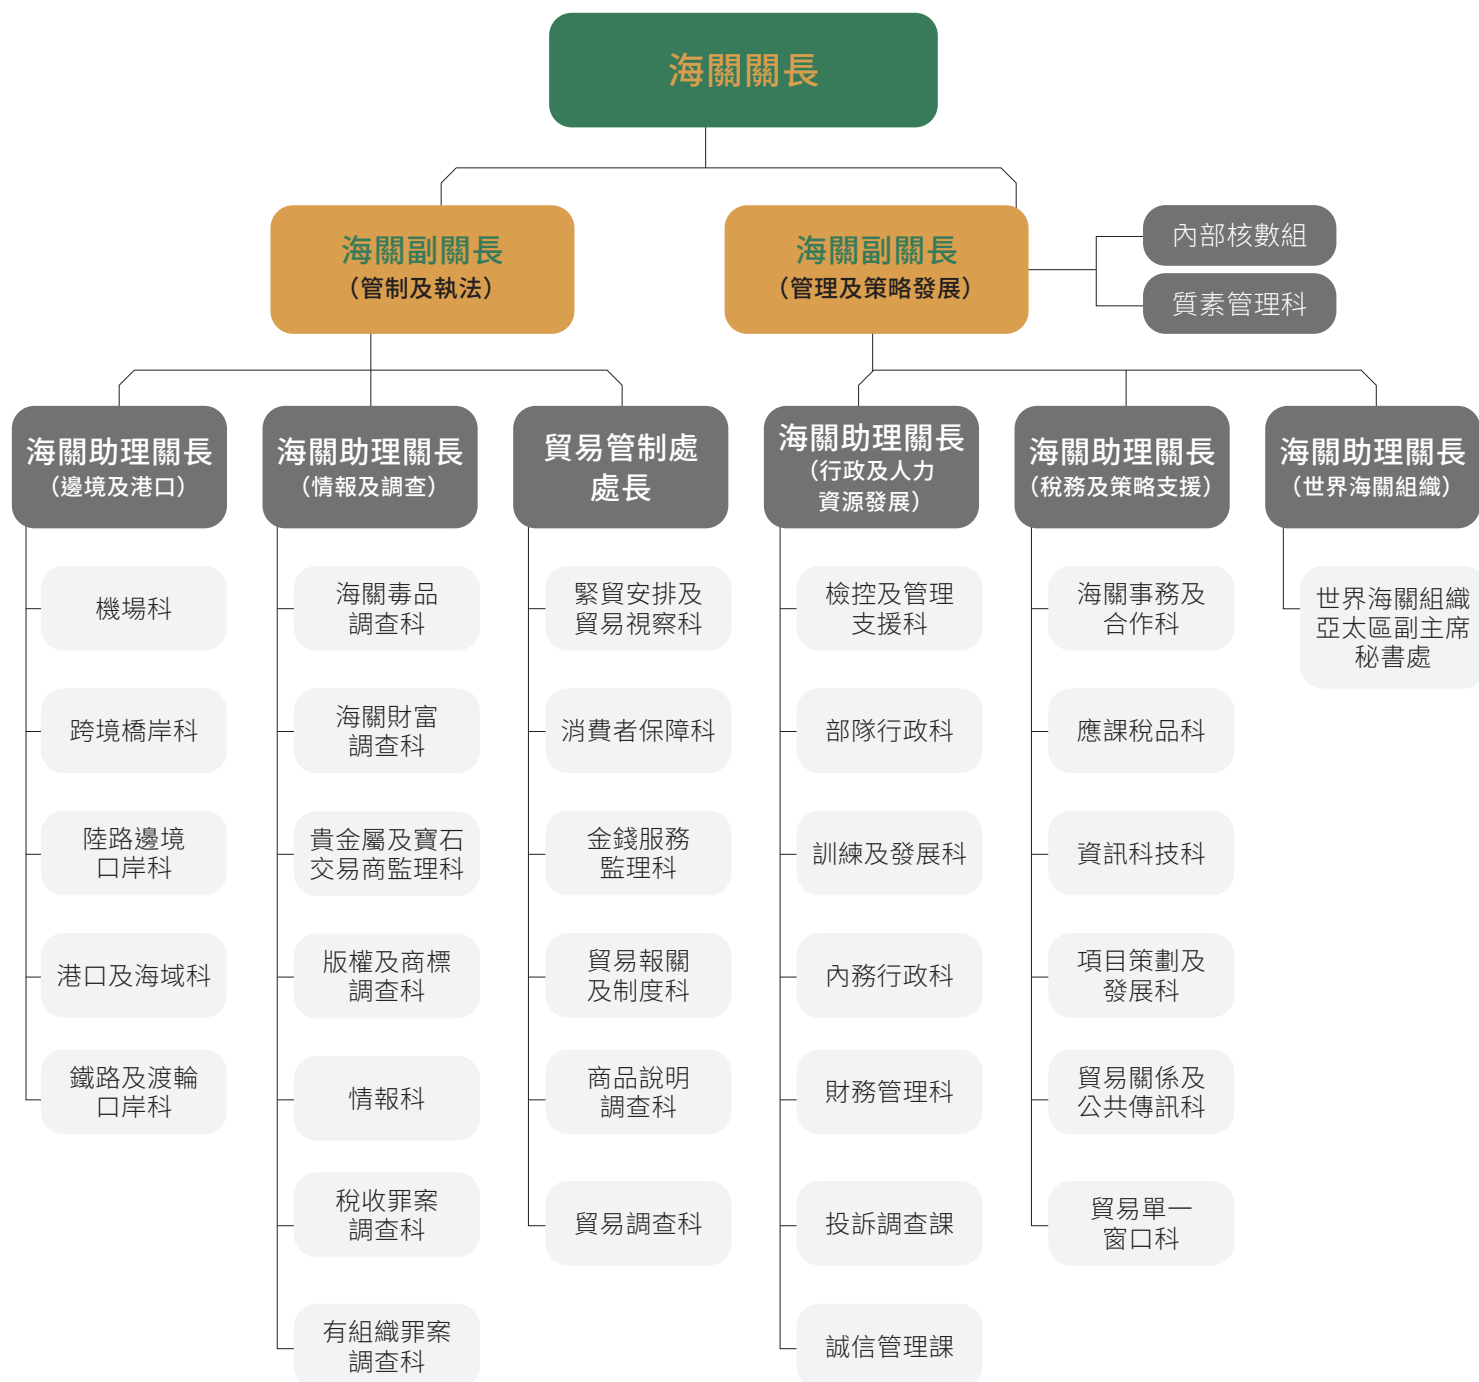 海關關長
海關副關長
（管制及執法）
海關副關長
（管理及策略發展）
內部核數組
質素管理科
海關助理關長
（邊境及港口）
機場科
跨境橋岸科
陸路邊境
口岸科
港口及海域科
鐵路及渡輪
口岸科
海關助理關長
（情報及調查）
海關毒品
調查科
海關財富
調查科
貴金屬及寶石
交易商監理科
版權及商標
調查科
情報科
稅收罪案
調查科
有組織罪案
調查科
貿易管制處
處長
緊貿安排及
貿易視察科
消費者保障科
金錢服務
監理科
貿易報關
及制度科
商品說明
調查科
貿易調查科
海關助理關長
（行政及人力
資源發展）
檢控及管理
支援科
部隊行政科
訓練及發展科
內務行政科
財務管理科
投訴調查課
誠信管理課
海關助理關長
（稅務及策略支援）
海關事務及
合作科
應課稅品科
資訊科技科
項目策劃及
發展科
貿易關係及
公共傳訊科
貿易單一
窗口科
海關助理關長
（世界海關組織）
世界海關組織
亞太區副主席
秘書處